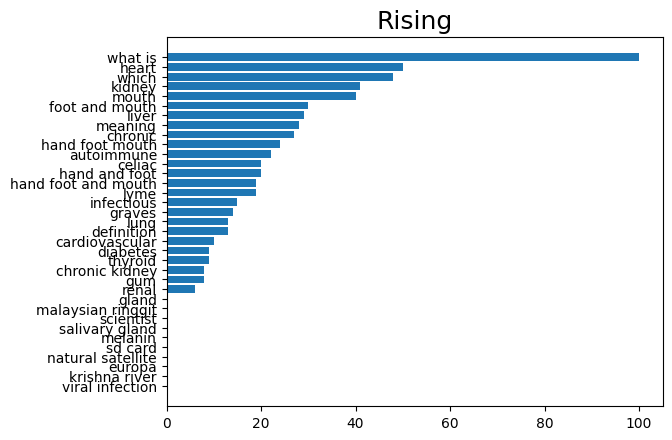 Rising
what is
heart
which
kidney
mouth
foot and mouth
liver
meaning
chronic
hand foot mouth
autoimmune
celiac
hand and foot
hand foot and mouth
lyme
infectious
graves
lung
definition
cardiovascular
diabetes
thyroid
chronic kidney
gum
renal
gland
malaysian ringgit
scientist
salivary gland
melanin
sd card
natural satellite
europa
krishna river
viral infection
0 20 40 60 80 100